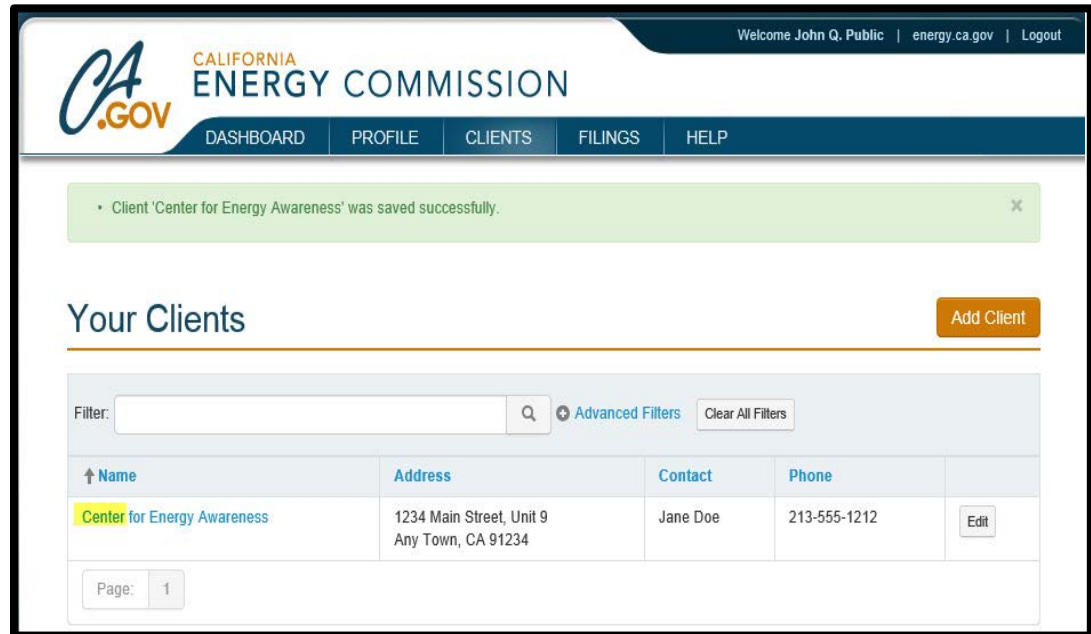 Welcome John Q. Public | energy.ca.gov | Logout
CA
.GOV
CALIFORNIA
ENERGY COMMISSION
DASHBOARD PROFILE CLIENTS FILINGS HELP
• Client 'Center for Energy Awareness' was saved successfully. ×
Your Clients Add Client
Filter: Advanced Filters Clear All Filters
Name Address Contact Phone
Center for Energy Awareness 1234 Main Street, Unit 9 Jane Doe 213-555-1212 Edit
Any Town, CA 91234
Page: 1